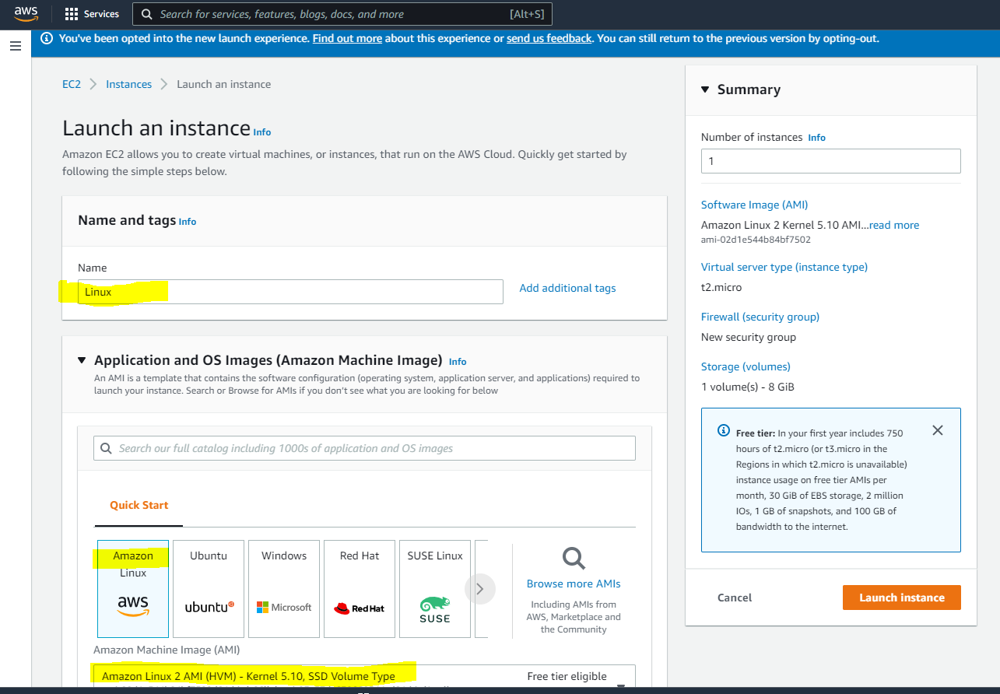 aws
Services
Search for services, features, blogs, docs, and more
[Alt+S]
You've been opted into the new launch experience. Find out more about this experience or send us feedback. You can still return to the previous version by opting-out.
EC2
Instances
Launch an instance
Launch an instance Info
Amazon EC2 allows you to create virtual machines, or instances, that run on the AWS Cloud. Quickly get started by
following the simple steps below.
Name and tags Info
Name
Linux
Add additional tags
Application and OS Images (Amazon Machine Image) Info
An AMI is a template that contains the software configuration (operating system, application server, and applications) required to
launch your instance. Search or Browse for AMIs if you don't see what you are looking for below
Search our full catalog including 1000s of application and OS images
Quick Start
Amazon
Linux
aws
Ubuntu
ubuntu
Windows
Microsoft
Red Hat
Red Hat
SUSE Linux
SUSE
Browse more AMIs
Including AMIs from
AWS, Marketplace and
the Community
Amazon Machine Image (AMI)
Amazon Linux 2 AMI (HVM) - Kernel 5.10, SSD Volume Type
Free tier eligible
Summary
Number of instances Info
1
Software Image (AMI)
Amazon Linux 2 Kernel 5.10 AMI...read more
ami-02d1e544b84bf7502
Virtual server type (instance type)
t2.micro
Firewall (security group)
New security group
Storage (volumes)
1 volume(s) - 8 GiB
Free tier: In your first year includes 750
hours of t2.micro (or t3.micro in the
Regions in which t2.micro is unavailable)
instance usage on free tier AMIs per
month, 30 GiB of EBS storage, 2 million
IOs, 1 GB of snapshots, and 100 GB of
bandwidth to the internet.
Cancel
Launch instance